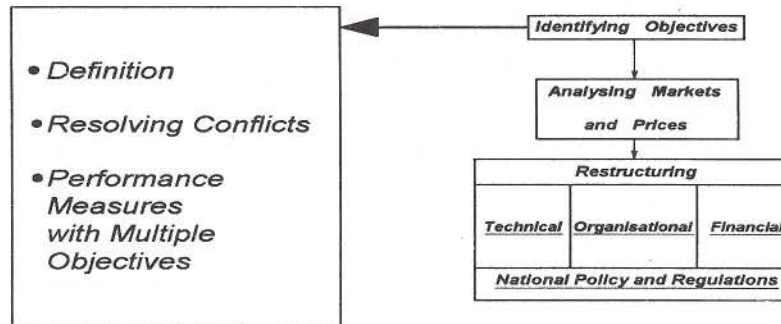 • Definition
• Resolving Conflicts
• Performance
Measures
with Multiple
Objectives
Identifying Objectives
Analysing Markets
and Prices
Restructuring
Technical
Organisational
Financial
National Policy and Regulations